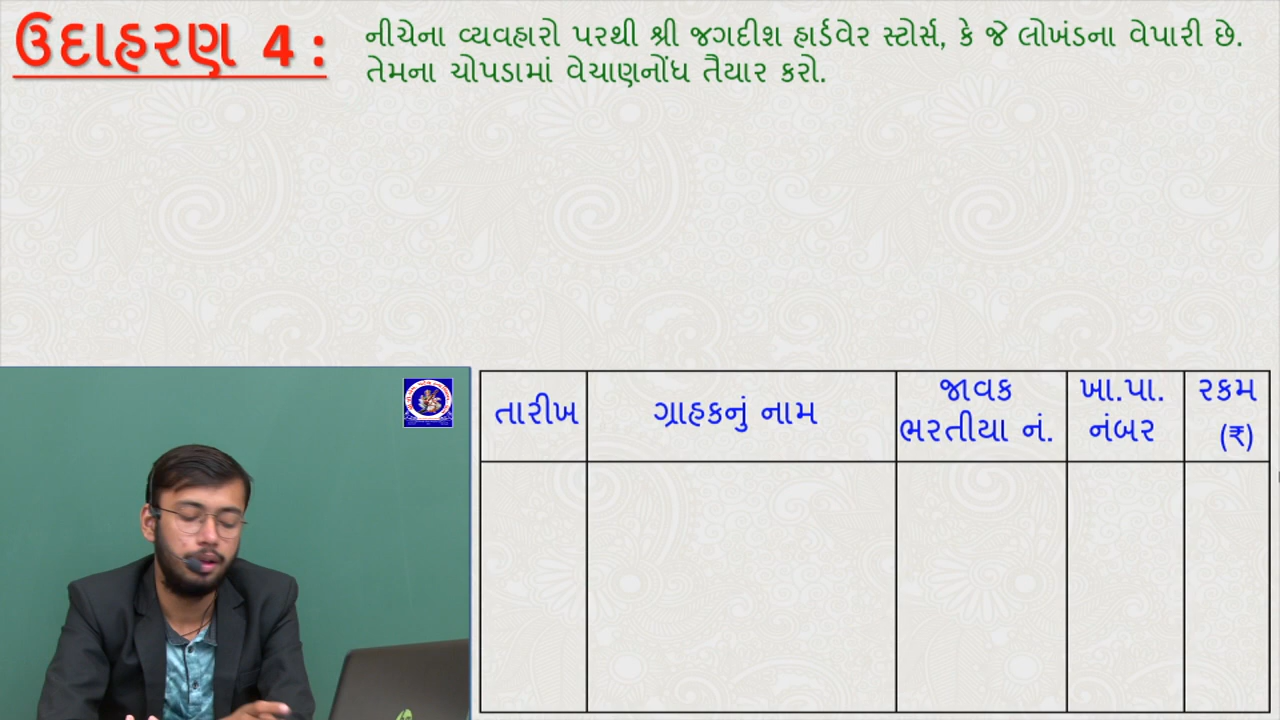 ઉદાહરણ 4 :
નીચેના વ્યવહારો પરથી શ્રી જગદીશ હાર્ડવેર સ્ટોર્સ, કે જે લોખંડના વેપારી છે.
તેમના ચોપડામાં વેચાણનોંધ તૈયાર કરો.
તારીખ
ગ્રાહકનું નામ
જાવક
ભરતીયા નં.
ખા.પા.
નંબર
રકમ
(₹)